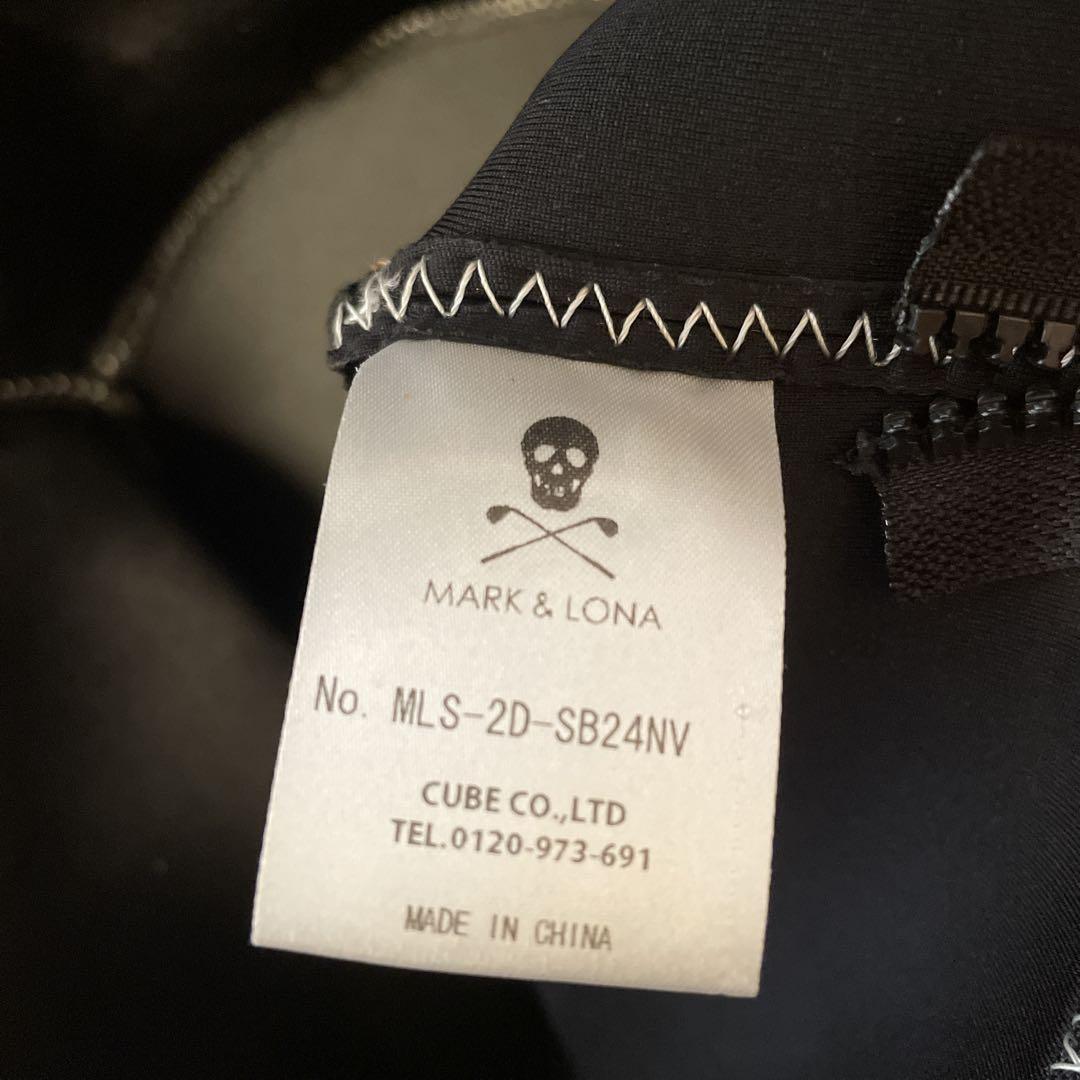 MARK & LONA
No. MLS-2D-SB24NV
CUBE CO.,LTD
TEL.0120-973-691
MADE IN CHINA